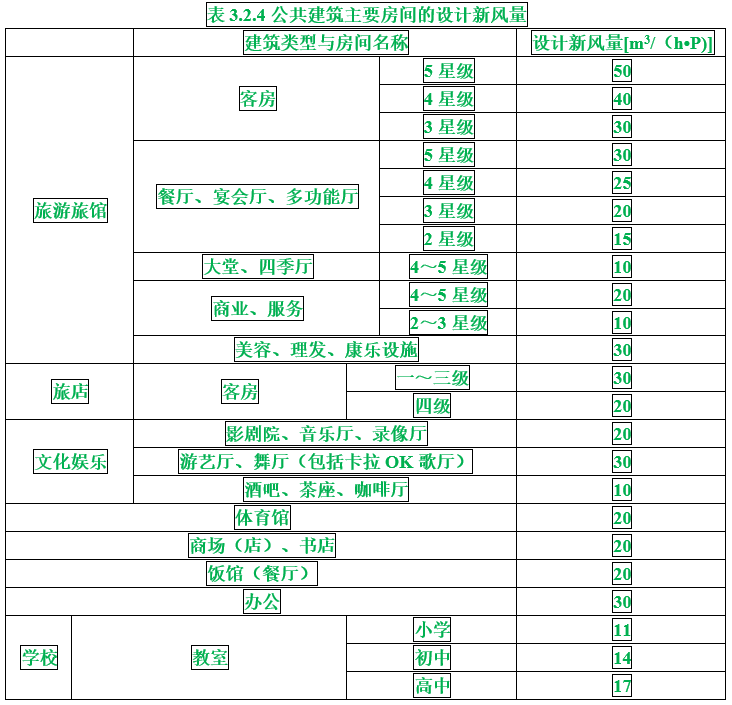 表 3.2.4 公共建筑主要房间的设计新风量
建筑类型与房间名称 设计新风量[m³/（h•P)]
旅游旅馆 客房 5 星级 50
4 星级 40
3 星级 30
餐厅、宴会厅、多功能厅 5 星级 30
4 星级 25
3 星级 20
2 星级 15
大堂、四季厅 4～5 星级 10
商业、服务 4～5 星级 20
2～3 星级 10
美容、理发、康乐设施 30
旅店 客房 一～三级 30
四级 20
文化娱乐 影剧院、音乐厅、录像厅 20
游艺厅、舞厅（包括卡拉 OK 歌厅） 30
酒吧、茶座、咖啡厅 10
体育馆 20
商场（店）、书店 20
饭馆（餐厅） 20
办公 30
学校 教室 小学 11
初中 14
高中 17